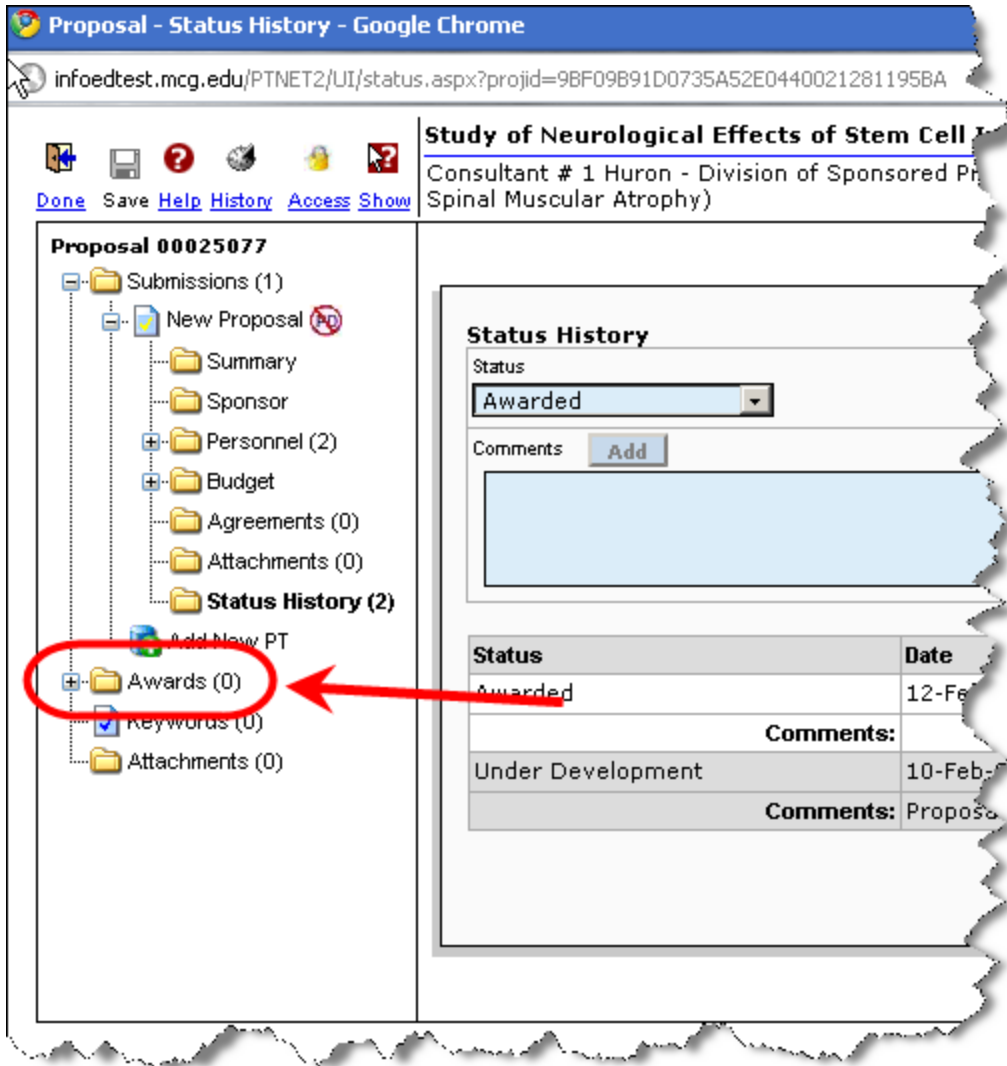 Proposal - Status History - Google Chrome
infoedtest.mcg.edu/PTNET2/UI/status.aspx?projid=9BF09B91D0735A52E0440021281195BA
Done Save Help History Access Show
Study of Neurological Effects of Stem Cell
Consultant # 1 Huron - Division of Sponsored
Spinal Muscular Atrophy)
Proposal 00025077
Submissions (1)
New Proposal
Summary
Sponsor
Personnel (2)
Budget
Agreements (0)
Attachments (0)
Status History (2)
Add New PT
Awards (0)
Keywords (0)
Attachments (0)
Status History
Status
Awarded
Comments Add
Status Date
Awarded 12-Fe
Comments:
Under Development 10-Feb-
Comments: Propos